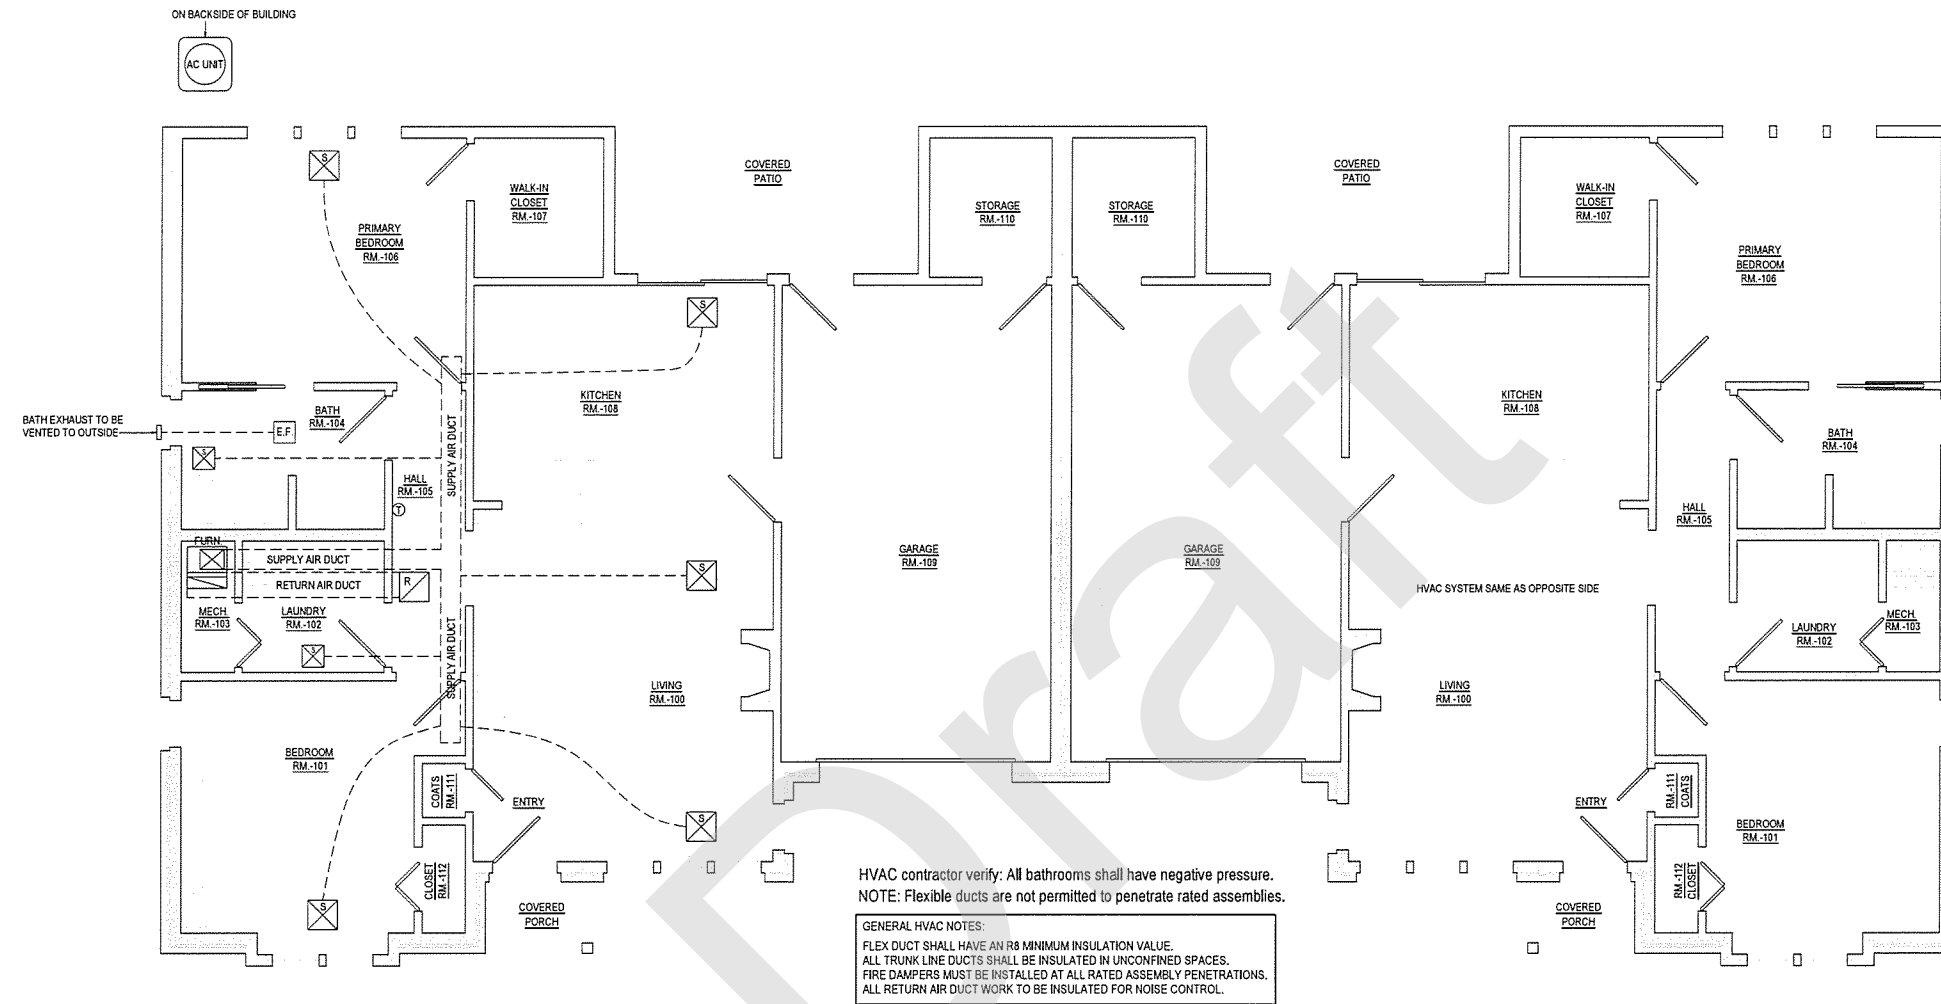 ON BACKSIDE OF BUILDING
AC UNIT
S
WALK-IN
CLOSET
RM.-107
PRIMARY
BEDROOM
RM.-106
COVERED
PATIO
STORAGE
RM.-110
STORAGE
RM.-110
COVERED
PATIO
WALK-IN
CLOSET
RM.-107
PRIMARY
BEDROOM
RM.-106
S
KITCHEN
RM.-108
KITCHEN
RM.-108
BATH EXHAUST TO BE
VENTED TO OUTSIDE
E.F.
BATH
RM.-104
S
SUPPLY AIR DUCT
HALL
RM.-105
T
BATH
RM.-104
HALL
RM.-105
FURN.
SUPPLY AIR DUCT
RETURN AIR DUCT
R
S
GARAGE
RM.-109
GARAGE
RM.-109
HVAC SYSTEM SAME AS OPPOSITE SIDE
MECH.
RM.-103
LAUNDRY
RM.-102
S
SUPPLY AIR DUCT
LAUNDRY
RM.-102
MECH.
RM.-103
LIVING
RM.-100
LIVING
RM.-100
BEDROOM
RM.-101
COATS
RM.-111
ENTRY
S
ENTRY
RM.-111
COATS
BEDROOM
RM.-101
CLOSET
RM.-112
S
COVERED
PORCH
RM.-112
CLOSET
COVERED
PORCH
HVAC contractor verify: All bathrooms shall have negative pressure.
NOTE: Flexible ducts are not permitted to penetrate rated assemblies.
GENERAL HVAC NOTES:
FLEX DUCT SHALL HAVE AN R8 MINIMUM INSULATION VALUE.
ALL TRUNK LINE DUCTS SHALL BE INSULATED IN UNCONFINED SPACES.
FIRE DAMPERS MUST BE INSTALLED AT ALL RATED ASSEMBLY PENETRATIONS.
ALL RETURN AIR DUCT WORK TO BE INSULATED FOR NOISE CONTROL.
Draft